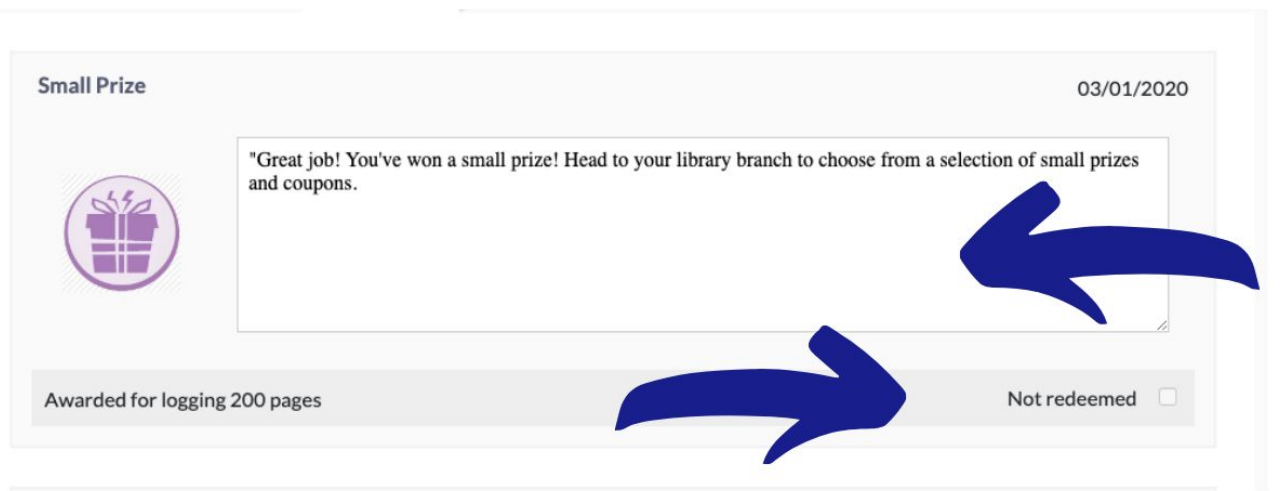 Small Prize
03/01/2020
"Great job! You've won a small prize! Head to your library branch to choose from a selection of small prizes
and coupons.
Awarded for logging 200 pages
Not redeemed